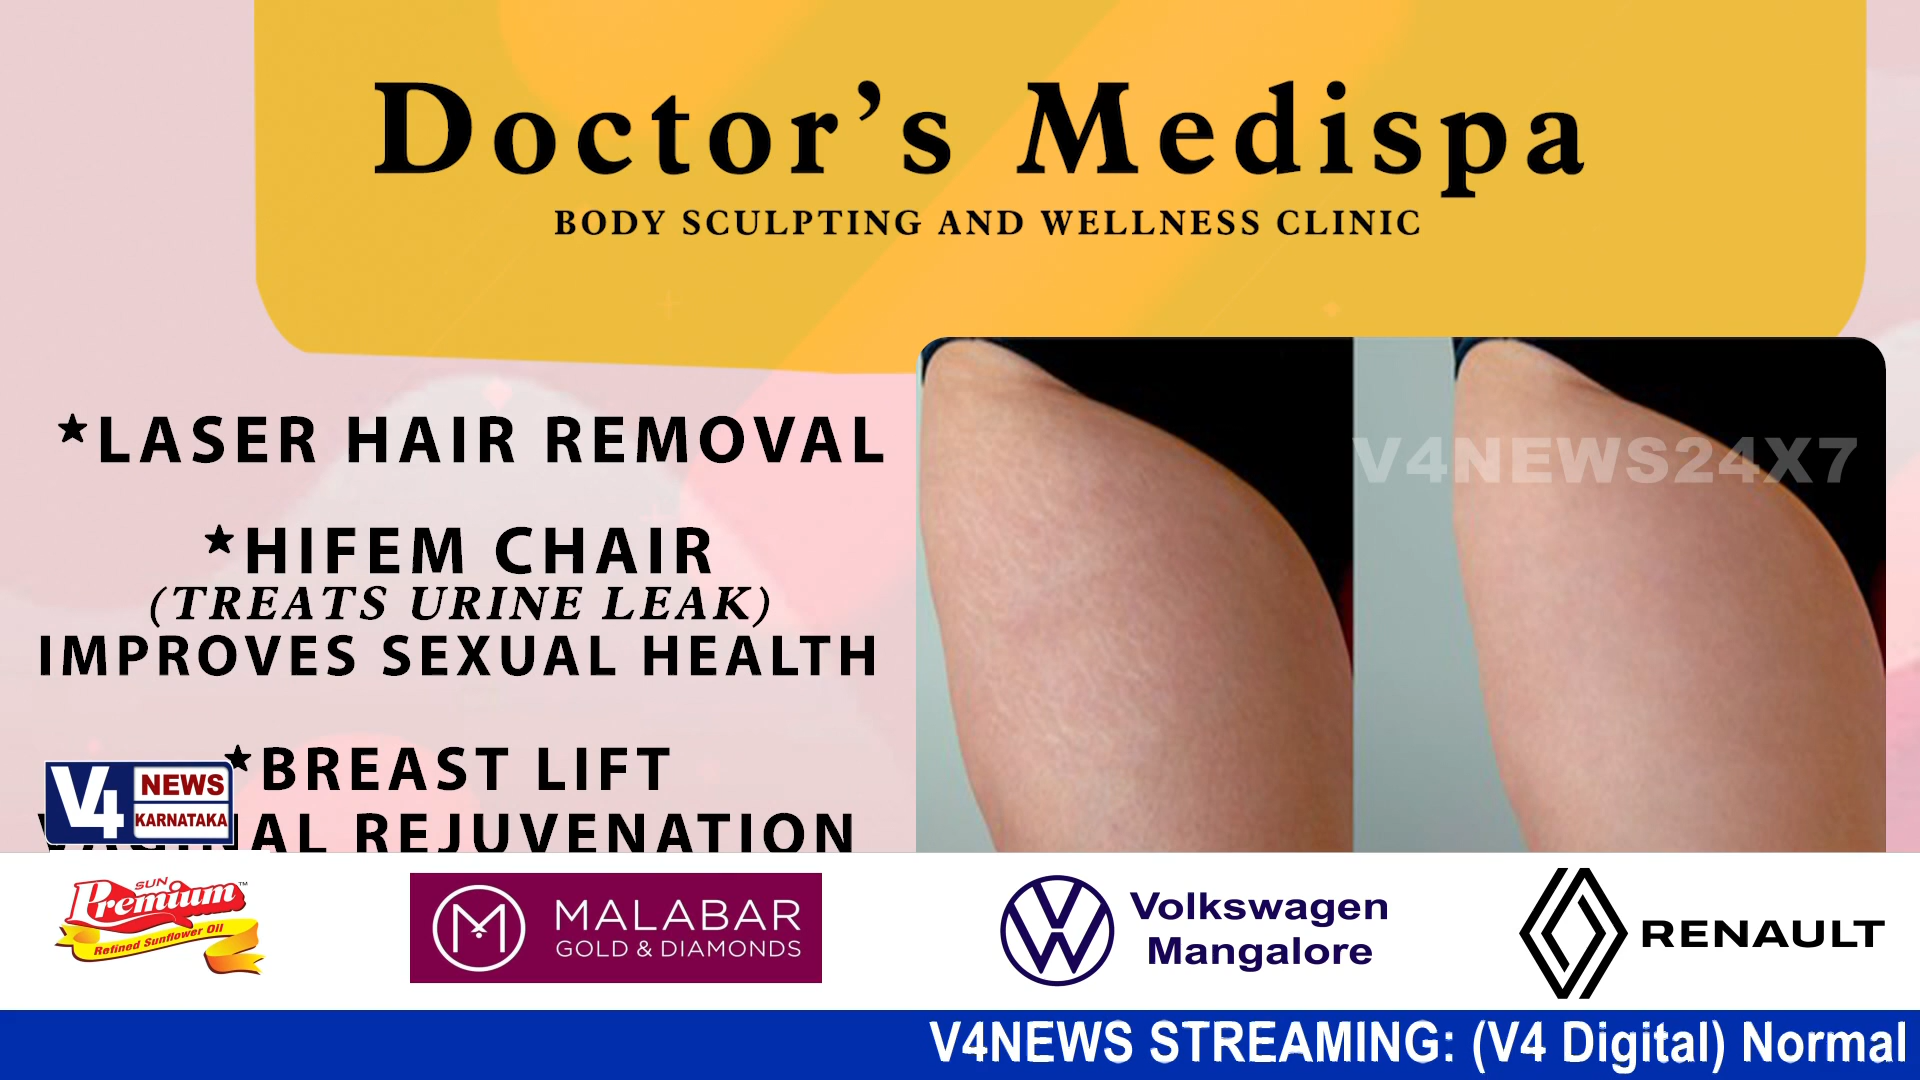 Doctor's Medispa
BODY SCULPTING AND WELLNESS CLINIC
*LASER HAIR REMOVAL
*HIFEM CHAIR
(TREATS URINE LEAK)
IMPROVES SEXUAL HEALTH
*BREAST LIFT
VAGINAL REJUVENATION
V4NEWS24X7
V4 NEWS
KARNATAKA
SUN
Premium™
Refined Sunflower Oil
MALABAR
GOLD & DIAMONDS
Volkswagen
Mangalore
RENAULT
V4NEWS STREAMING: (V4 Digital) Normal